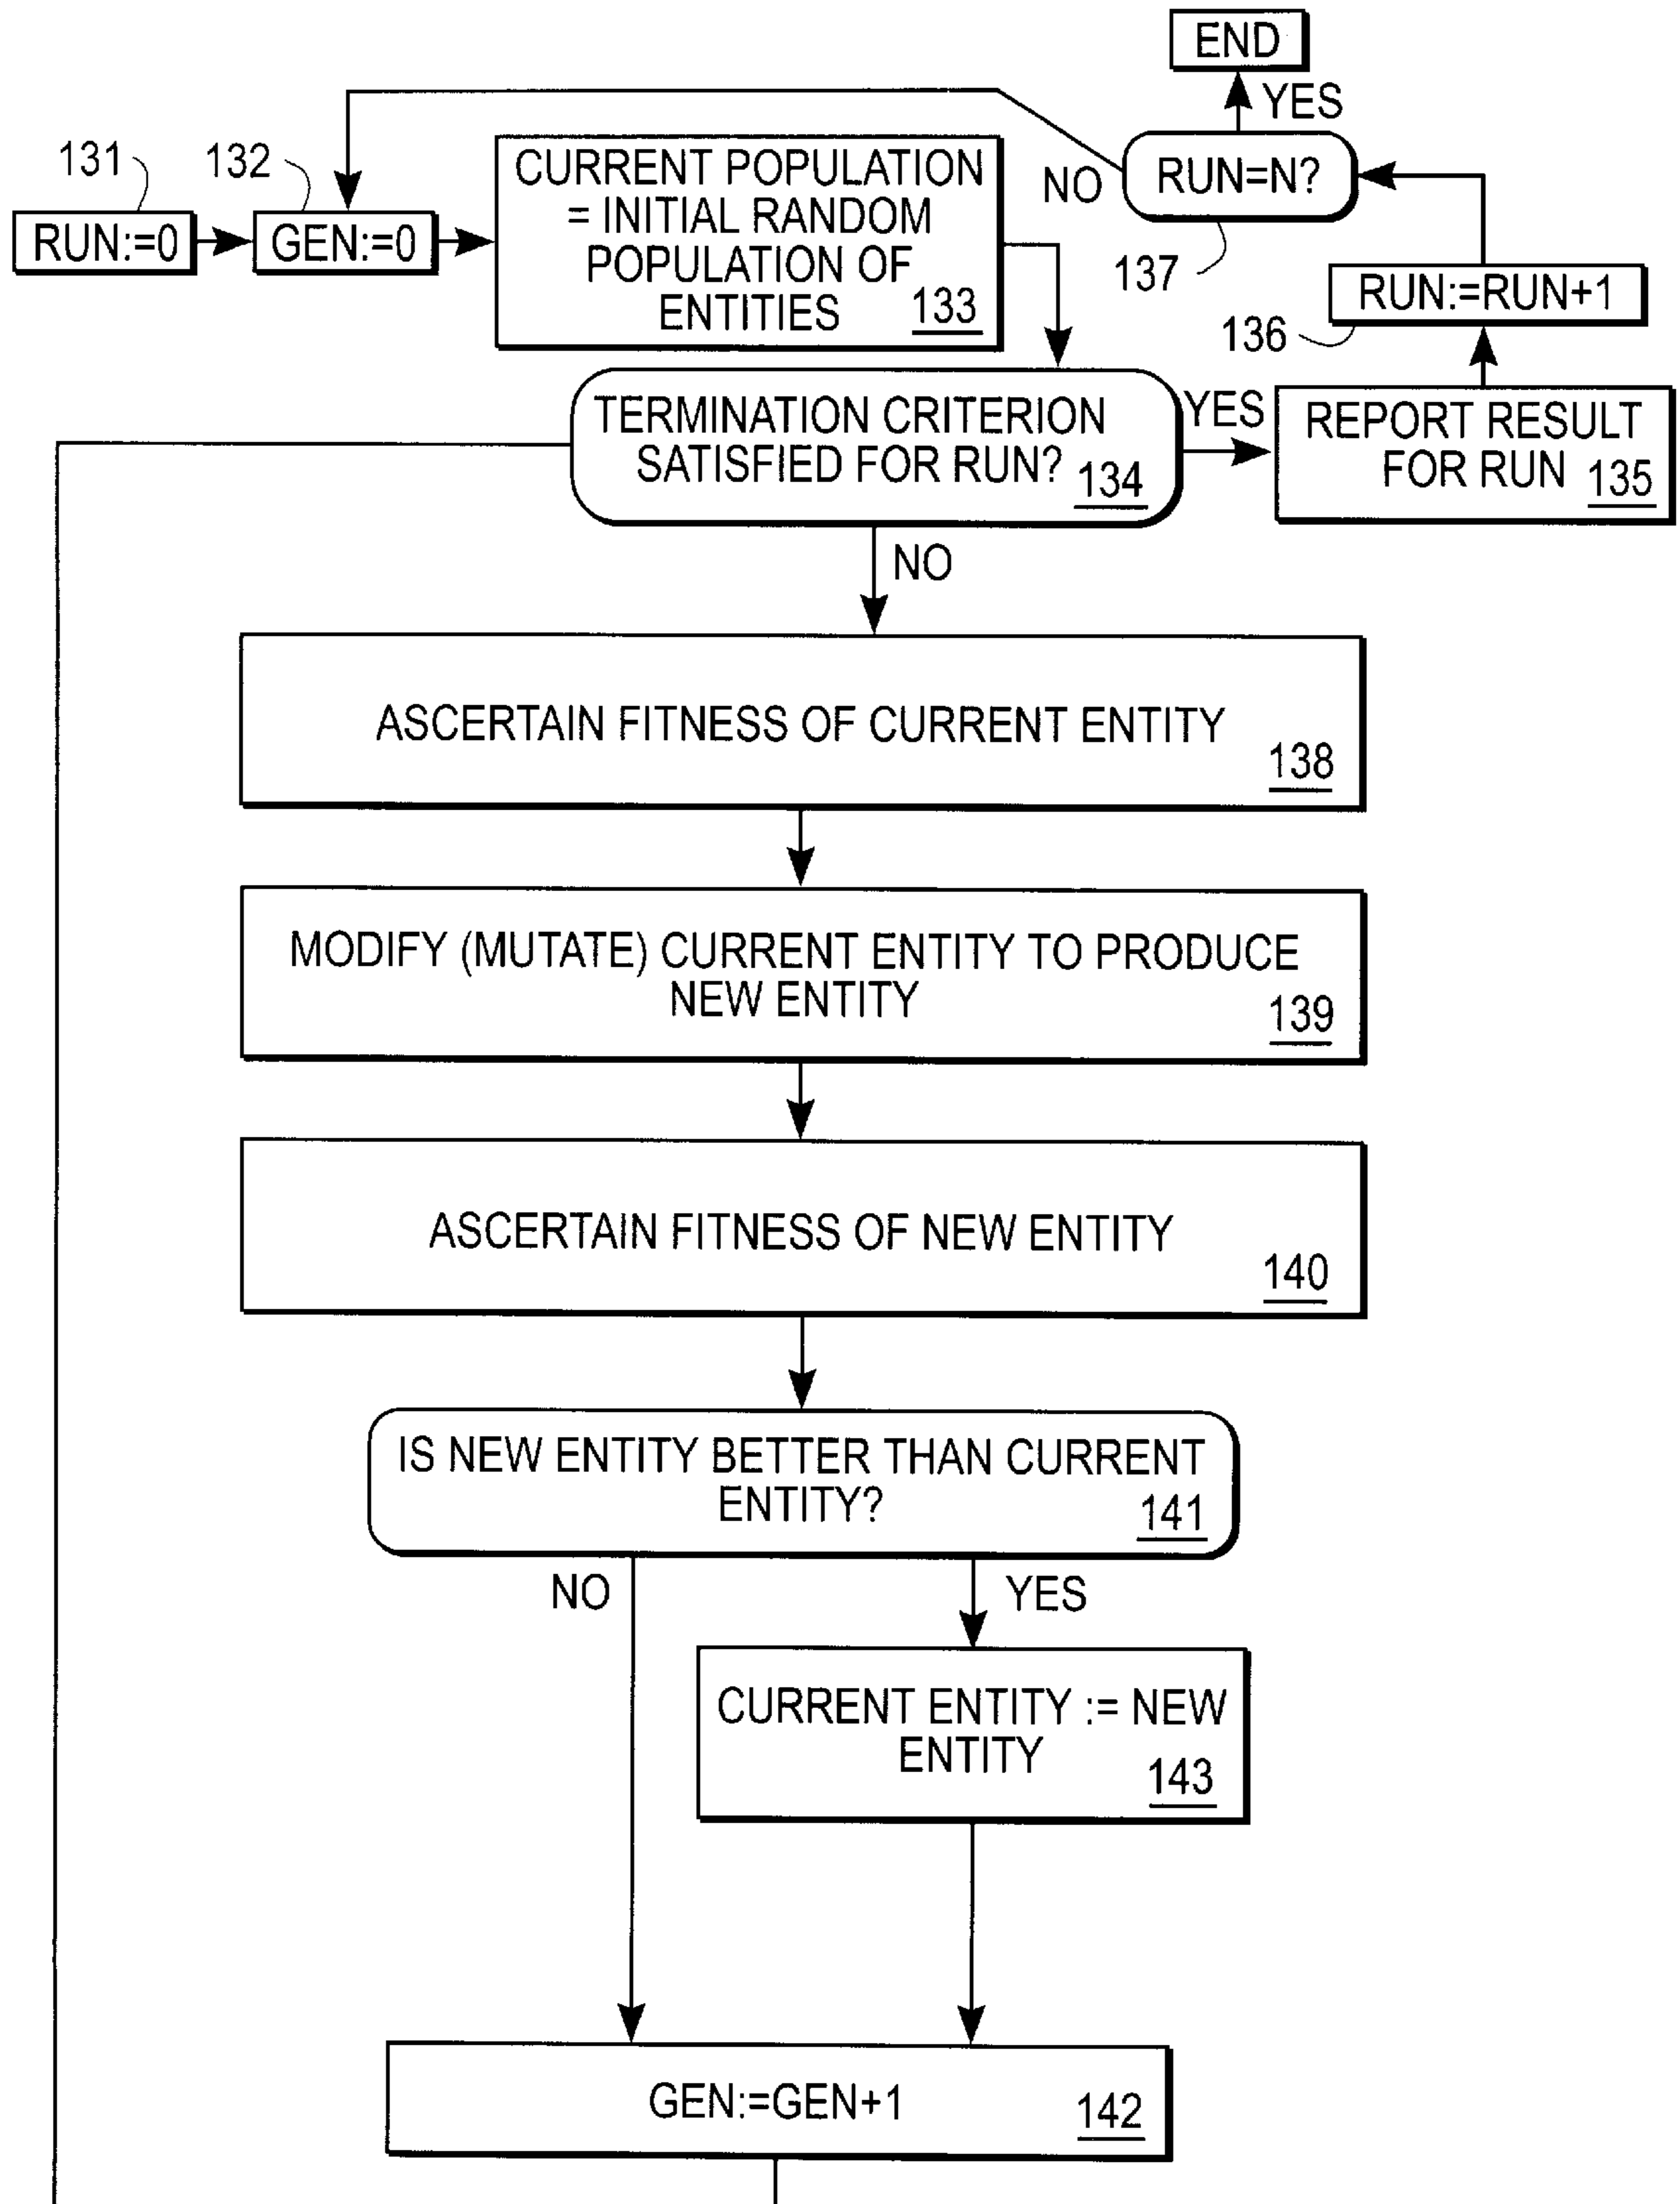 END
YES
131
132
CURRENT POPULATION
= INITIAL RANDOM
POPULATION OF
ENTITIES
133
NO
RUN=N?
137
RUN:=0
GEN:=0
RUN:=RUN+1
136
TERMINATION CRITERION
SATISFIED FOR RUN?
134
YES
REPORT RESULT
FOR RUN
135
NO
ASCERTAIN FITNESS OF CURRENT ENTITY
138
MODIFY (MUTATE) CURRENT ENTITY TO PRODUCE
NEW ENTITY
139
ASCERTAIN FITNESS OF NEW ENTITY
140
IS NEW ENTITY BETTER THAN CURRENT
ENTITY?
141
NO
YES
CURRENT ENTITY := NEW
ENTITY
143
GEN:=GEN+1
142